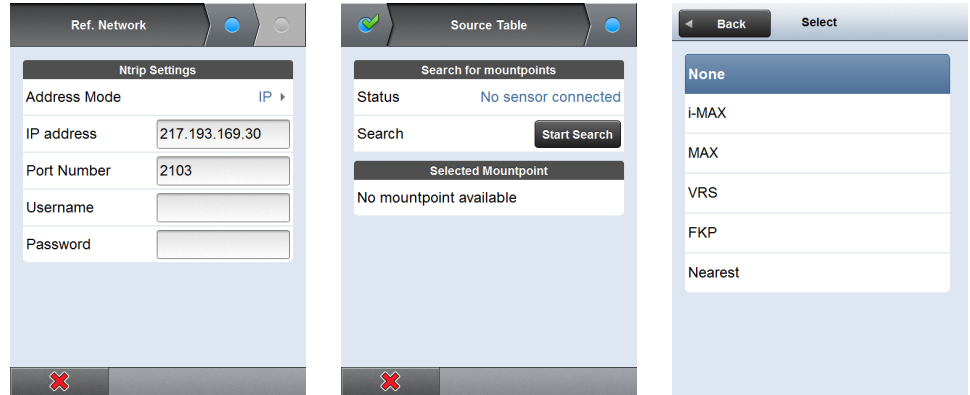 Ref. Network
Ntrip Settings
Address Mode IP
IP address 217.193.169.30
Port Number 2103
Username
Password
Source Table
Search for mountpoints
Status No sensor connected
Search Start Search
Selected Mountpoint
No mountpoint available
Back Select
None
i-MAX
MAX
VRS
FKP
Nearest